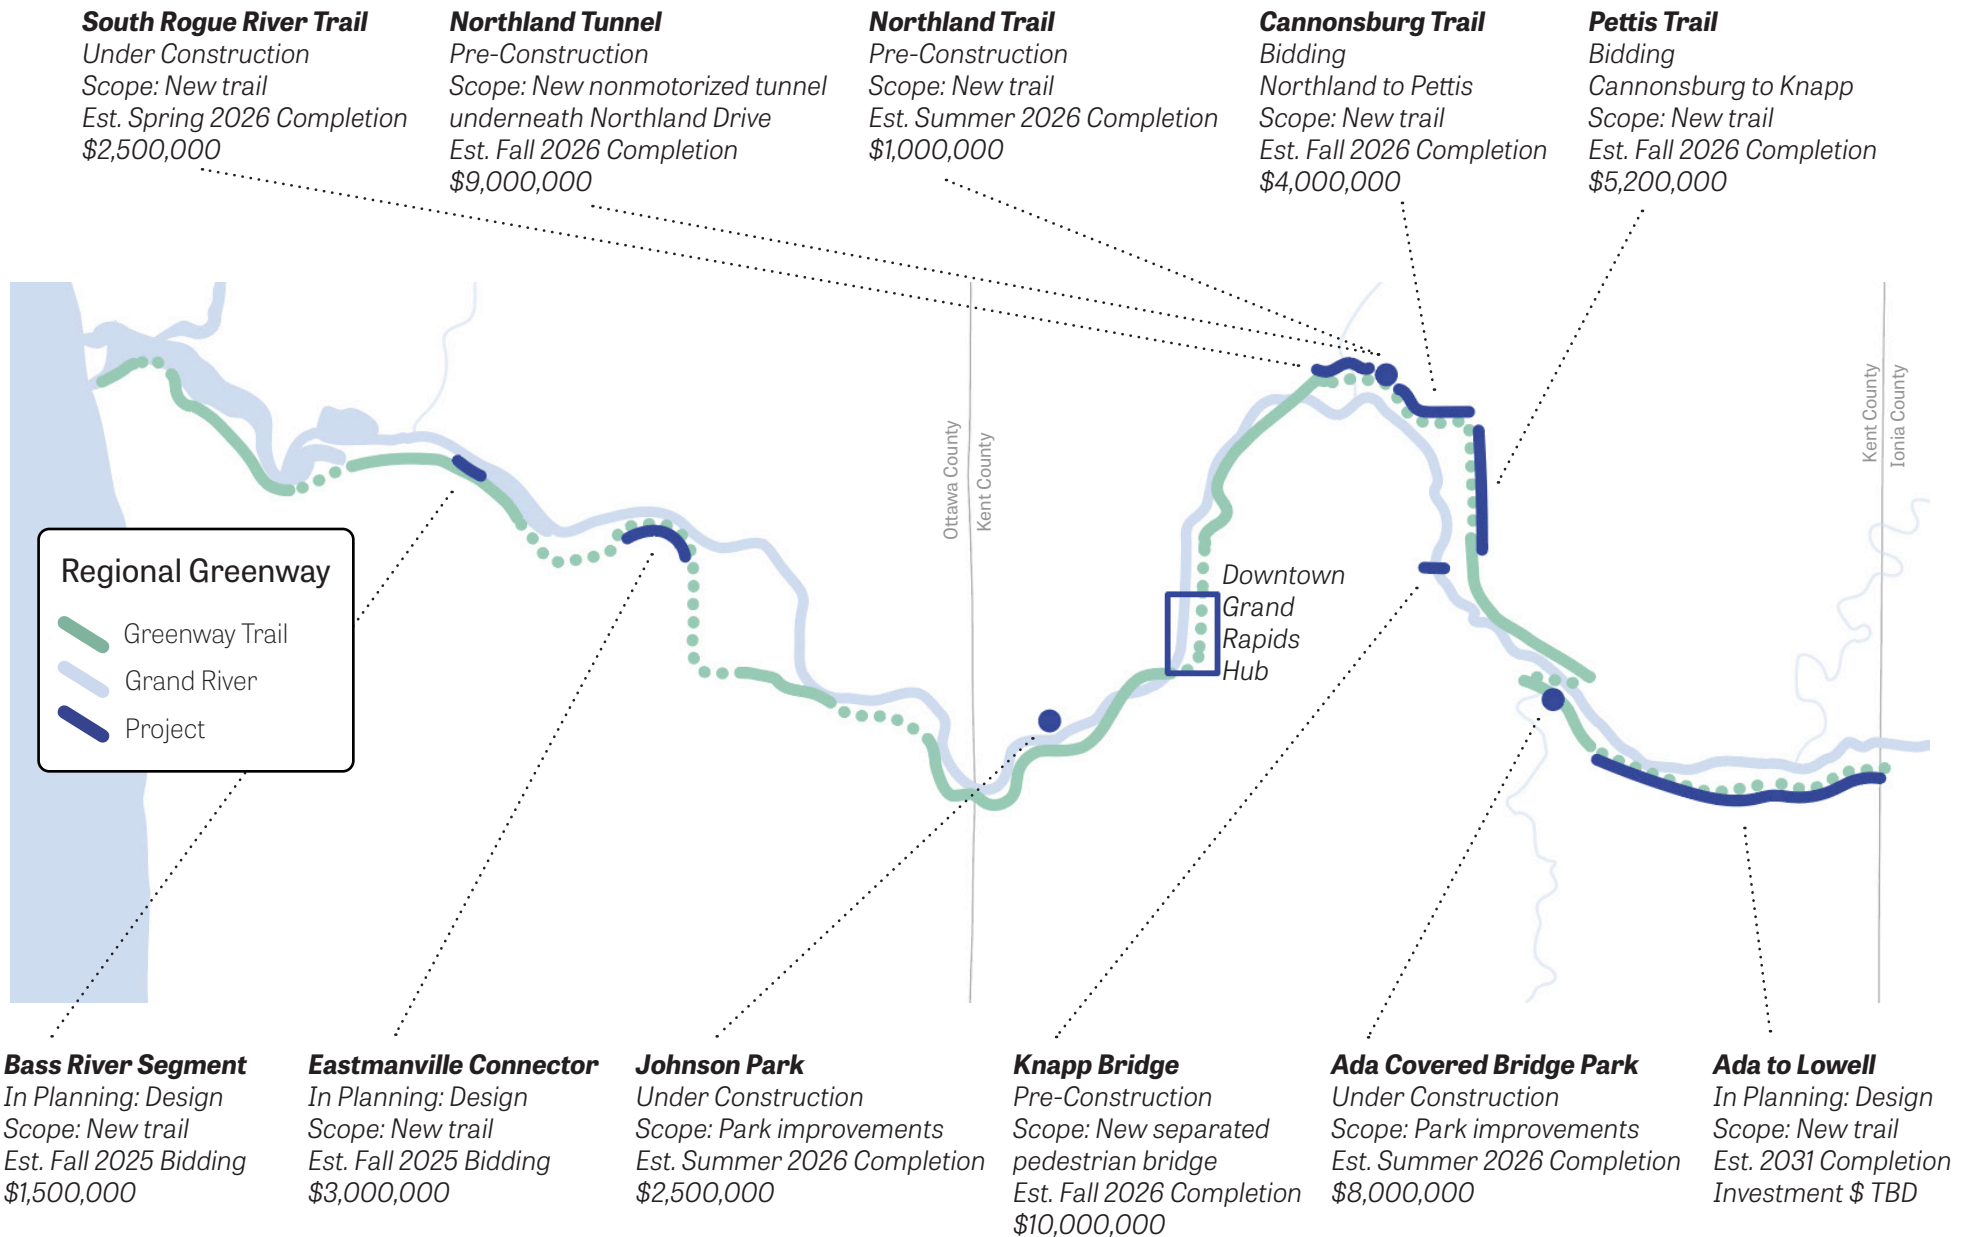 South Rogue River Trail
Under Construction
Scope: New trail
Est. Spring 2026 Completion
$2,500,000
Northland Tunnel
Pre-Construction
Scope: New nonmotorized tunnel
underneath Northland Drive
Est. Fall 2026 Completion
$9,000,000
Northland Trail
Pre-Construction
Scope: New trail
Est. Summer 2026 Completion
$1,000,000
Cannonsburg Trail
Bidding
Northland to Pettis
Scope: New trail
Est. Fall 2026 Completion
$4,000,000
Pettis Trail
Bidding
Cannonsburg to Knapp
Scope: New trail
Est. Fall 2026 Completion
$5,200,000
Ottawa County
Kent County
Kent County
Ionia County
Downtown
Grand
Rapids
Hub
Regional Greenway
Greenway Trail
Grand River
Project
Bass River Segment
In Planning: Design
Scope: New trail
Est. Fall 2025 Bidding
$1,500,000
Eastmanville Connector
In Planning: Design
Scope: New trail
Est. Fall 2025 Bidding
$3,000,000
Johnson Park
Under Construction
Scope: Park improvements
Est. Summer 2026 Completion
$2,500,000
Knapp Bridge
Pre-Construction
Scope: New separated
pedestrian bridge
Est. Fall 2026 Completion
$10,000,000
Ada Covered Bridge Park
Under Construction
Scope: Park improvements
Est. Summer 2026 Completion
$8,000,000
Ada to Lowell
In Planning: Design
Scope: New trail
Est. 2031 Completion
Investment $ TBD